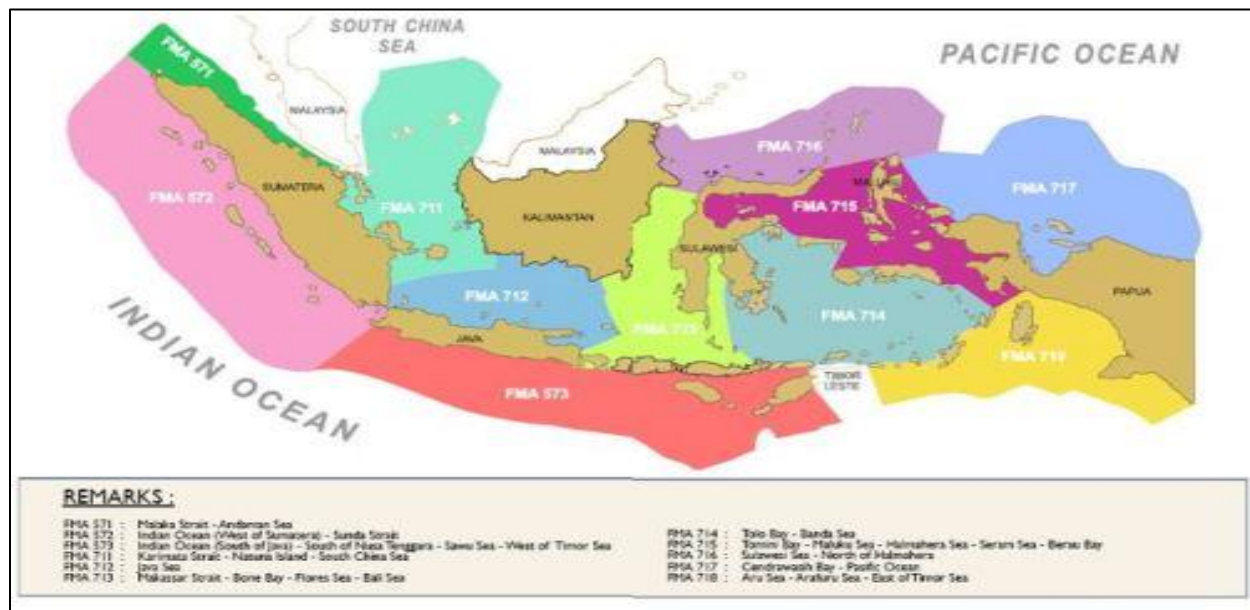 SOUTH CHINA
SEA
PACIFIC OCEAN
FMA 571
MALAYSIA
MALAYSIA
FMA 716
FMA 572
SUMATERA
FMA 711
KALIMANTAN
FMA 715
FMA 717
SULAWESI
PAPUA
FMA 712
FMA 714
JAVA
FMA 573
TIMOR
LESTE
INDIAN OCEAN
REMARKS :
FMA 571 : Malaka Strait - Andaman Sea
FMA 572 : Indian Ocean (West of Sumatera) - Sunda Strait
FMA 573 : Indian Ocean (South of Java) - South of Nusa Tenggara - Sawu Sea - West of Timor Sea
FMA 711 : Karimata Strait - Natuna Island - South China Sea
FMA 712 : Java Sea
FMA 713 : Makassar Strait - Bone Bay - Flores Sea - Bali Sea
FMA 714 : Tolo Bay - Banda Sea
FMA 715 : Tomini Bay - Maluku Sea - Halmahera Sea - Seram Sea - Berau Bay
FMA 716 : Sulawesi Sea - North of Halmahera
FMA 717 : Cendrawasih Bay - Pacific Ocean
FMA 718 : Aru Sea - Arafuru Sea - East of Timor Sea